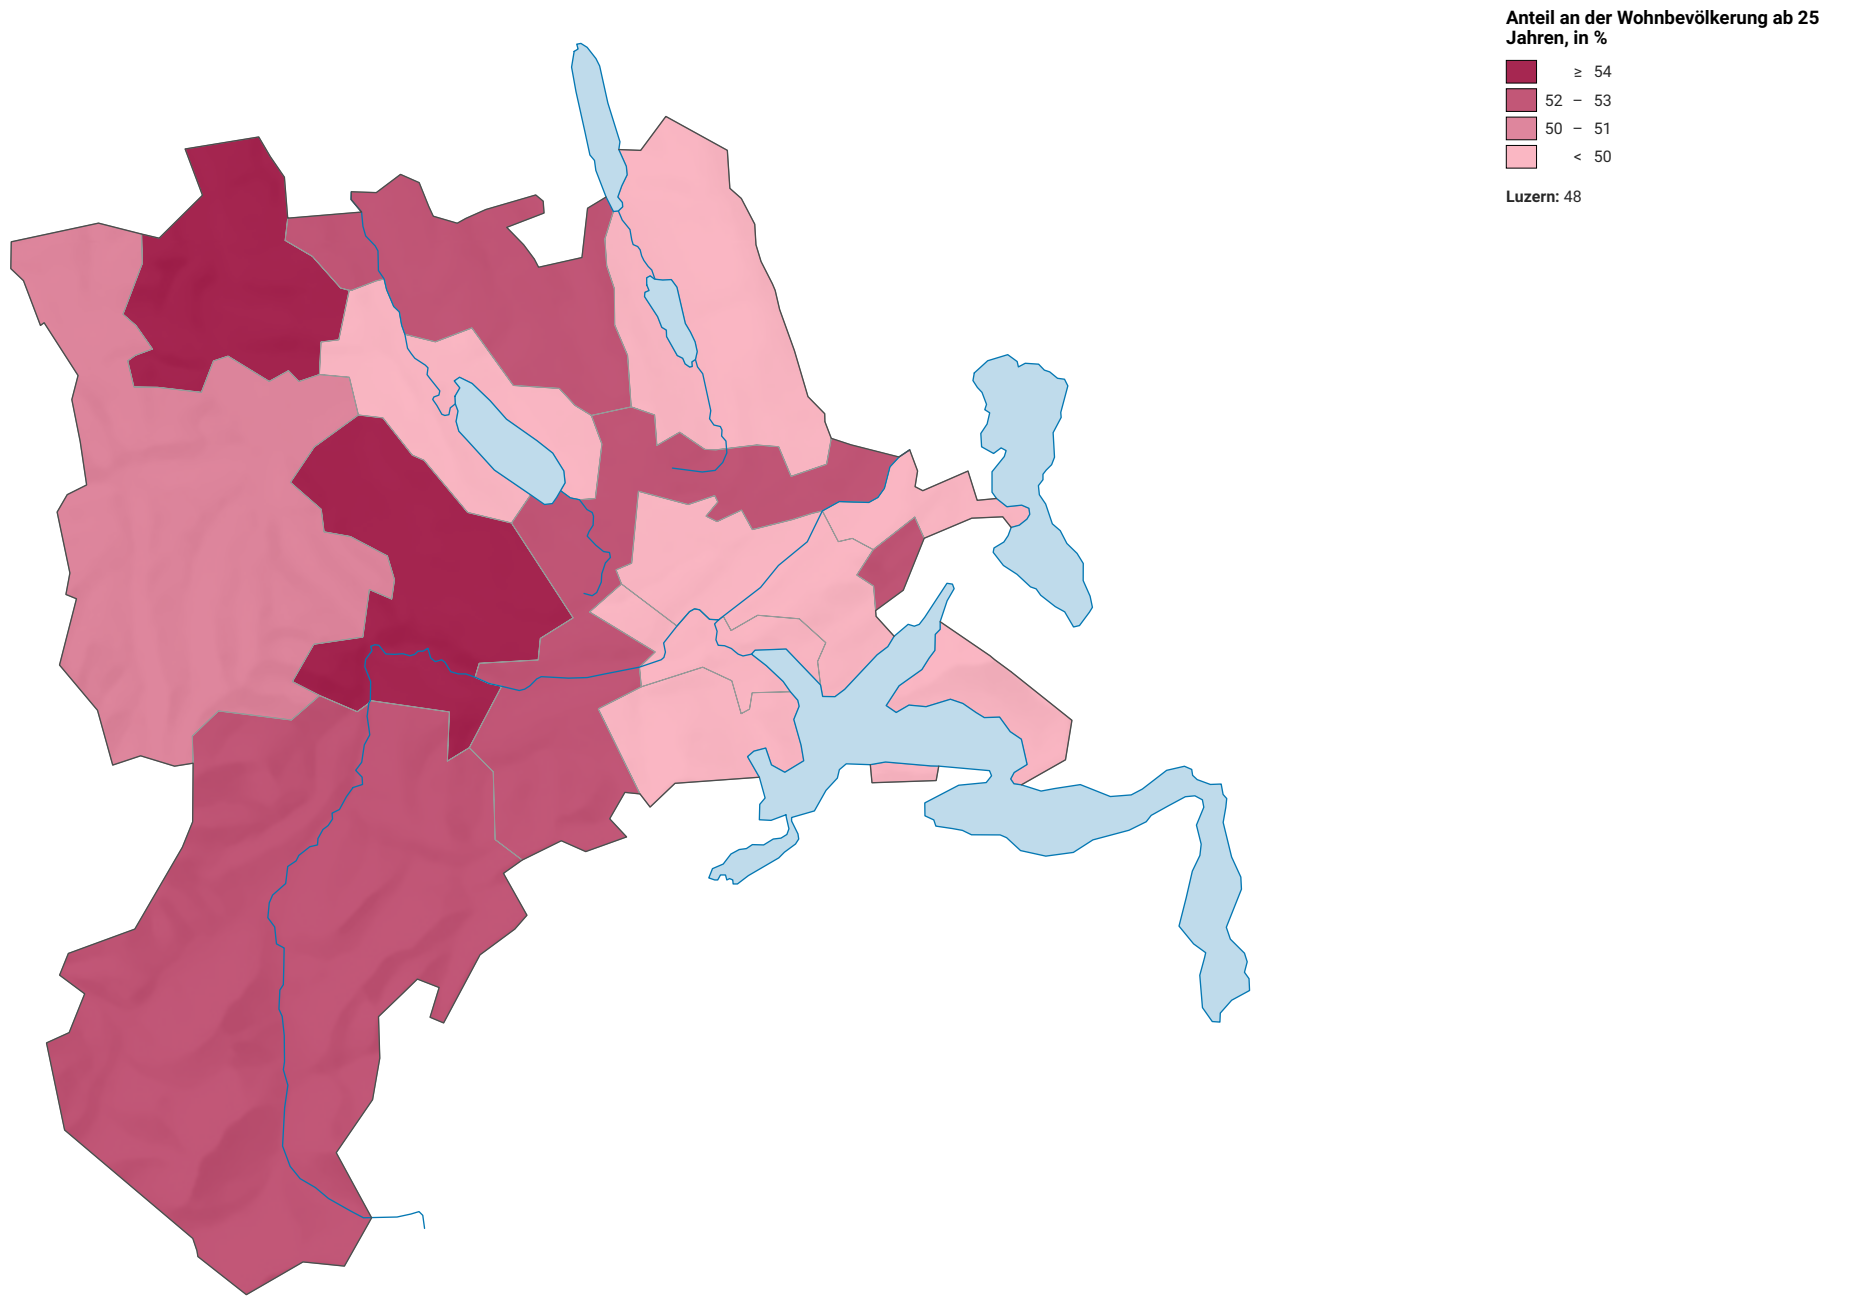 Anteil an der Wohnbevölkerung ab 25
Jahren, in %
≥ 54
52 – 53
50 – 51
< 50
Luzern: 48